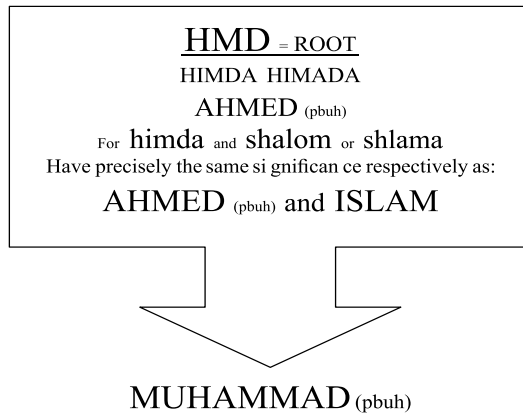 HMD = ROOT
HIMDA HIMADA
AHMED (pbuh)
For himda and shalom or shlama
Have precisely the same si gnifican ce respectively as:
AHMED (pbuh) and ISLAM
MUHAMMAD (pbuh)